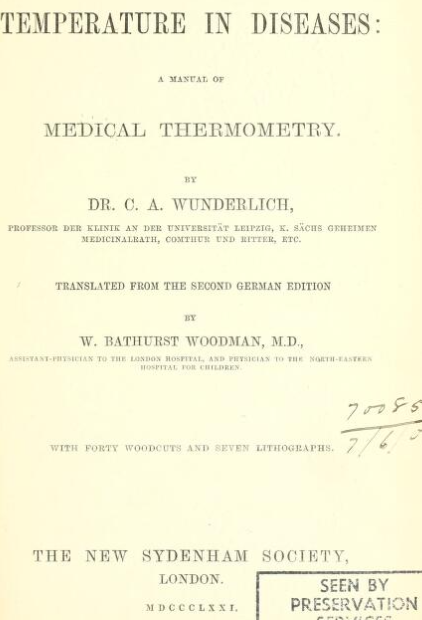 TEMPERATURE IN DISEASES:
A MANUAL OF
MEDICAL THERMOMETRY.
BY
DR. C. A. WUNDERLICH,
PROFESSOR DER KLINIK AN DER UNIVERSITÄT LEIPZIG, K. SÄCHS GEHEIMEN
MEDICINALRATH, COMTHUR UND RITTER, ETC.
TRANSLATED FROM THE SECOND GERMAN EDITION
BY
W. BATHURST WOODMAN, M.D.,
ASSISTANT-PHYSICIAN TO THE LONDON HOSPITAL, AND PHYSICIAN TO THE NORTH-EASTERN
HOSPITAL FOR CHILDREN.
70085
7/6/
WITH FORTY WOODCUTS AND SEVEN LITHOGRAPHS.
THE NEW SYDENHAM SOCIETY,
LONDON.
MDCCCLXXI.
SEEN BY
PRESERVATION
SERVICES